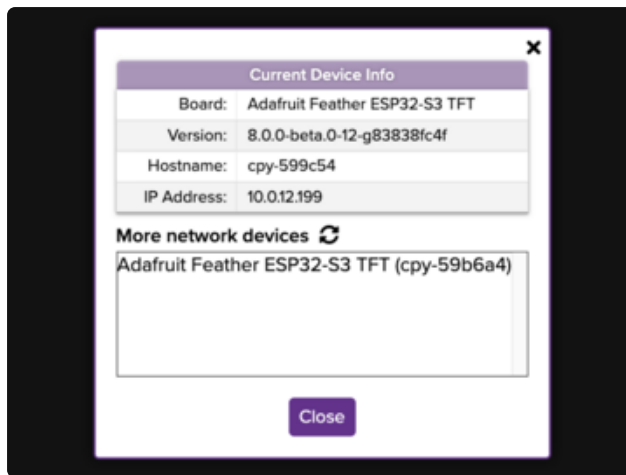 Current Device Info
Board: Adafruit Feather ESP32-S3 TFT
Version: 8.0.0-beta.0-12-g83838fc4f
Hostname: cpy-599c54
IP Address: 10.0.12.199
More network devices
Adafruit Feather ESP32-S3 TFT (cpy-59b6a4)
Close